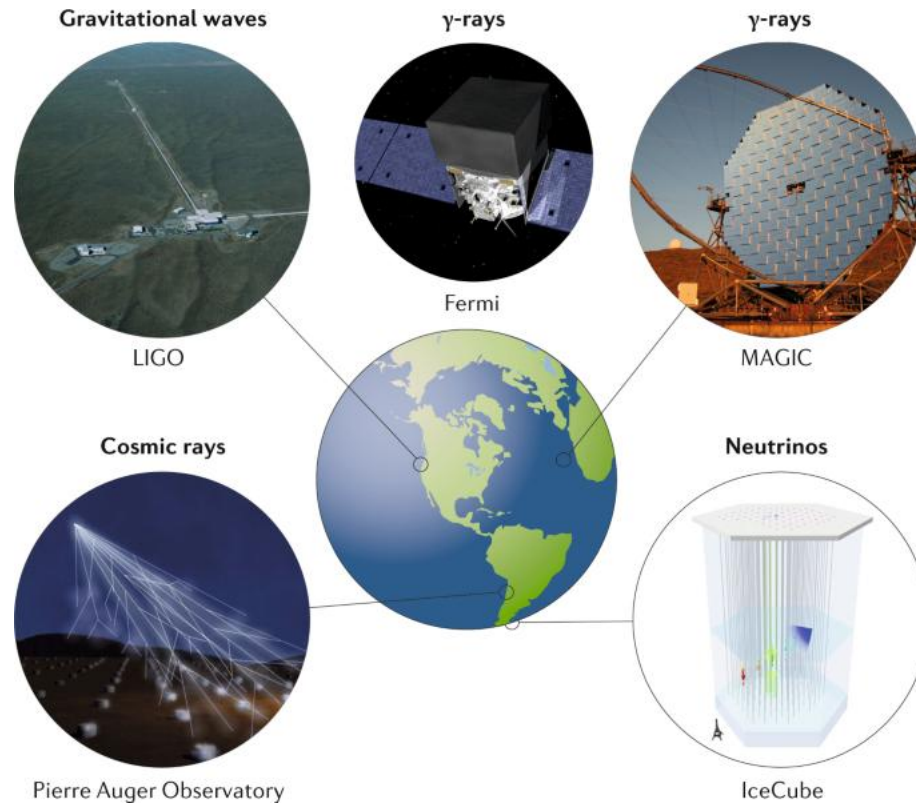 Gravitational waves
γ-rays
γ-rays
LIGO
Fermi
MAGIC
Cosmic rays
Neutrinos
Pierre Auger Observatory
IceCube